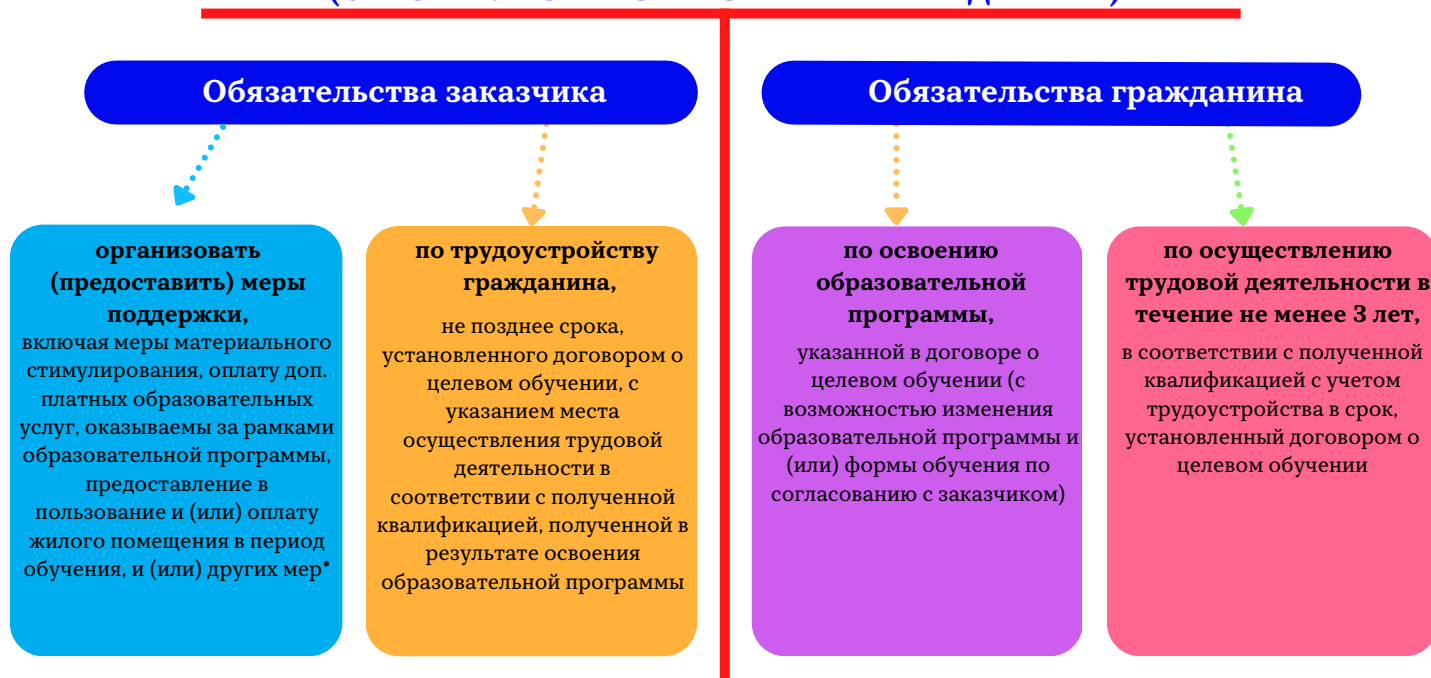 Обязательства заказчика
Обязательства гражданина
организовать
(предоставить) меры
поддержки,
включая меры материального
стимулирования, оплату доп.
платных образовательных
услуг, оказываемы за рамками
образовательной программы,
предоставление в
пользование и (или) оплату
жилого помещения в период
обучения, и (или) других мер*
по трудоустройству
гражданина,
не позднее срока,
установленного договором о
целевом обучении, с
указанием места
осуществления трудовой
деятельности в
соответствии с полученной
квалификацией, полученной в
результате освоения
образовательной программы
по освоению
образовательной
программы,
указанной в договоре о
целевом обучении (с
возможностью изменения
образовательной программы и
(или) формы обучения по
согласованию с заказчиком)
по осуществлению
трудовой деятельности в
течение не менее 3 лет,
в соответствии с полученной
квалификацией с учетом
трудоустройства в срок,
установленный договором о
целевом обучении